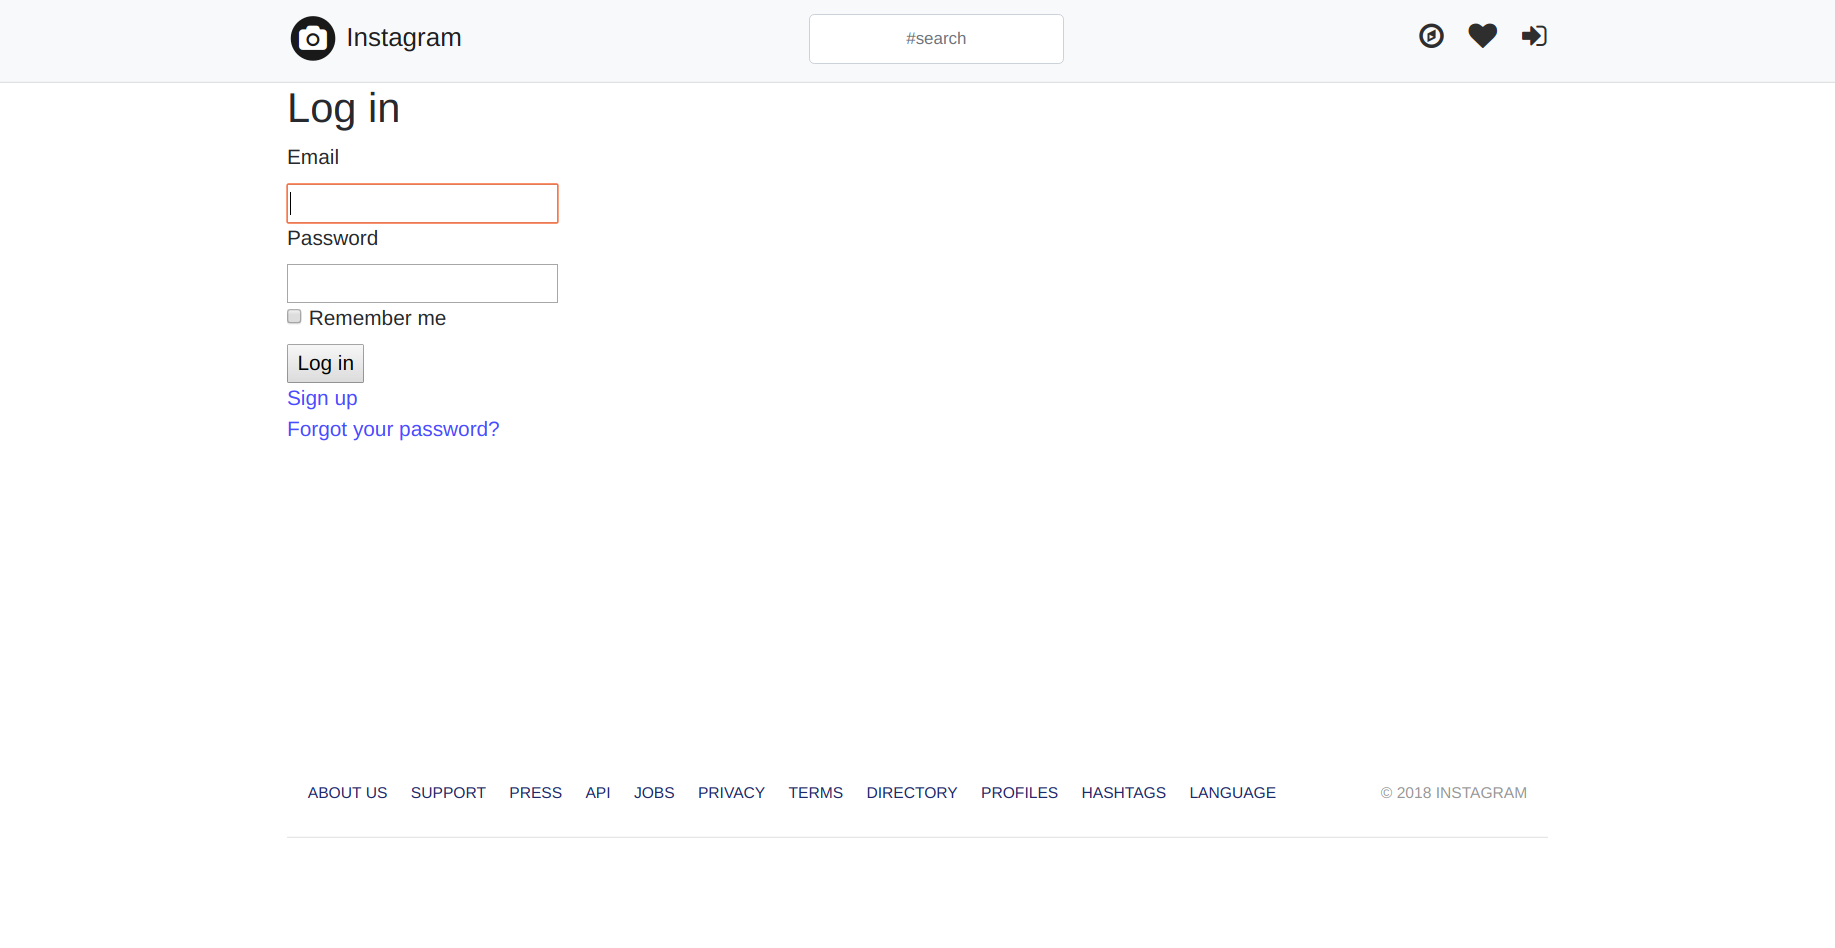 Instagram
#search
Log in
Email
Password
Remember me
Log in
Sign up
Forgot your password?
ABOUT US SUPPORT PRESS API JOBS PRIVACY TERMS DIRECTORY PROFILES HASHTAGS LANGUAGE © 2018 INSTAGRAM